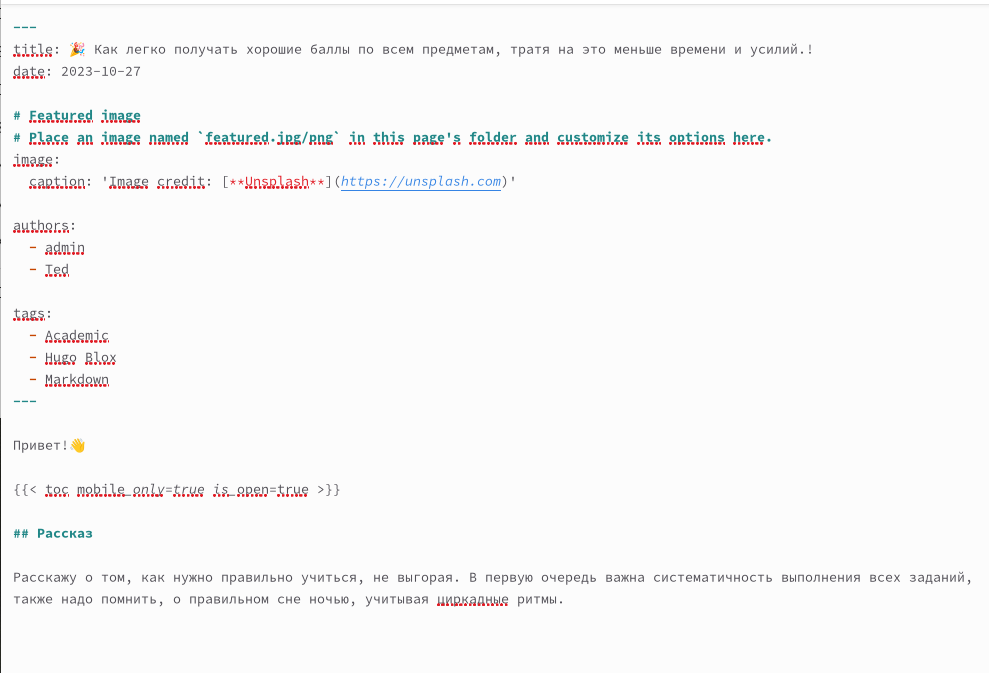 ---
title: 🎉 Как легко получать хорошие баллы по всем предметам, тратя на это меньше времени и усилий.!
date: 2023-10-27
# Featured image
# Place an image named `featured.jpg/png` in this page's folder and customize its options here.
image:
  caption: 'Image credit: [**Unsplash**](https://unsplash.com)'
authors:
  - admin
  - Ted
tags:
  - Academic
  - Hugo Blox
  - Markdown
---
Привет!👋
{{< toc mobile_only=true is_open=true >}}
## Рассказ
Расскажу о том, как нужно правильно учиться, не выгорая. В первую очередь важна систематичность выполнения всех заданий,
также надо помнить, о правильном сне ночью, учитывая циркадные ритмы.